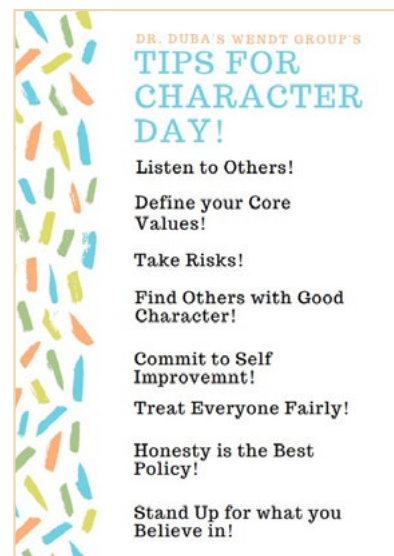 DR. DUBA'S WENDT GROUP'S
TIPS FOR
CHARACTER
DAY!
Listen to Others!
Define your Core
Values!
Take Risks!
Find Others with Good
Character!
Commit to Self
Improvemnt!
Treat Everyone Fairly!
Honesty is the Best
Policy!
Stand Up for what you
Believe in!